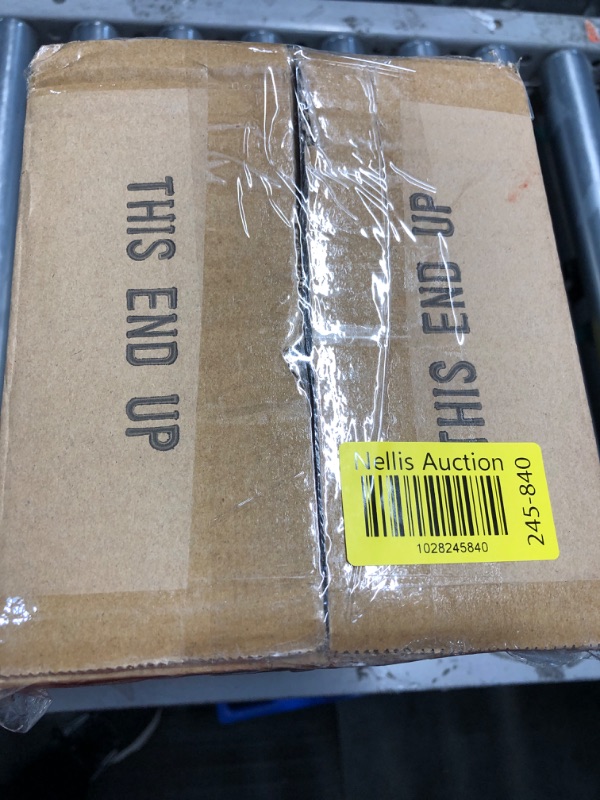 THIS END UP
THIS END UP
Nellis Auction
1028245840
245-840